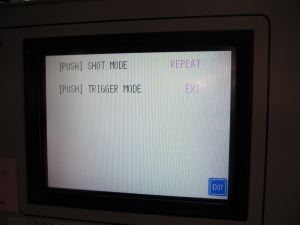 [PUSH] SHOT MODE REPEAT
[PUSH] TRIGGER MODE EXT
EXIT